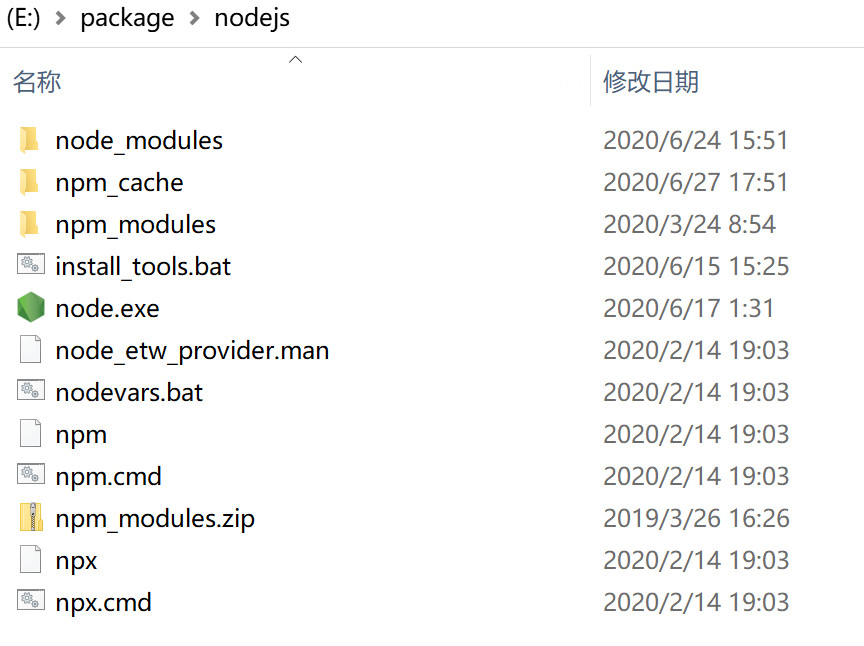 (E:) > package > nodejs
名称 修改日期
node_modules 2020/6/24 15:51
npm_cache 2020/6/27 17:51
npm_modules 2020/3/24 8:54
install_tools.bat 2020/6/15 15:25
node.exe 2020/6/17 1:31
node_etw_provider.man 2020/2/14 19:03
nodevars.bat 2020/2/14 19:03
npm 2020/2/14 19:03
npm.cmd 2020/2/14 19:03
npm_modules.zip 2019/3/26 16:26
npx 2020/2/14 19:03
npx.cmd 2020/2/14 19:03